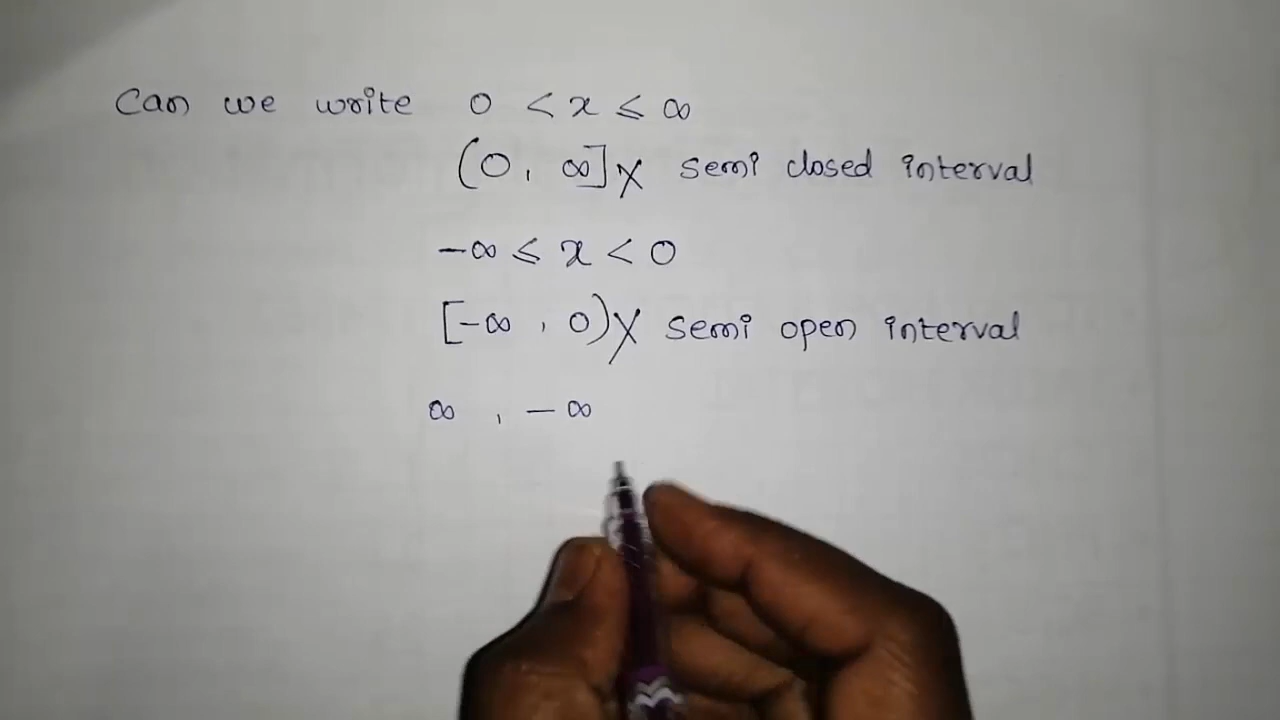 Can we write 0 < x ≤ ∞
(0, ∞] X semi closed interval
-∞ ≤ x < 0
[-∞, 0) X semi open interval
∞, -∞